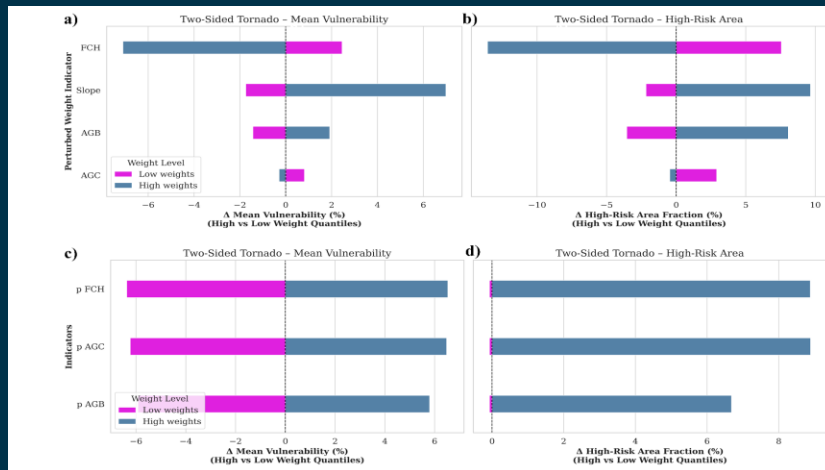 a)
Two-Sided Tornado – Mean Vulnerability
Perturbed Weight Indicator
FCH
Slope
AGB
AGC
Weight Level
Low weights
High weights
−6 −4 −2 0 2 4 6
Δ Mean Vulnerability (%)
(High vs Low Weight Quantiles)
b)
Two-Sided Tornado – High-Risk Area
−10 −5 0 5 10
Δ High-Risk Area Fraction (%)
(High vs Low Weight Quantiles)
c)
Two-Sided Tornado – Mean Vulnerability
Indicators
p FCH
p AGC
p AGB
Weight Level
Low weights
High weights
−6 −4 −2 0 2 4 6
Δ Mean Vulnerability (%)
(High vs Low Weight Quantiles)
d)
Two-Sided Tornado – High-Risk Area
0 2 4 6 8
Δ High-Risk Area Fraction (%)
(High vs Low Weight Quantiles)